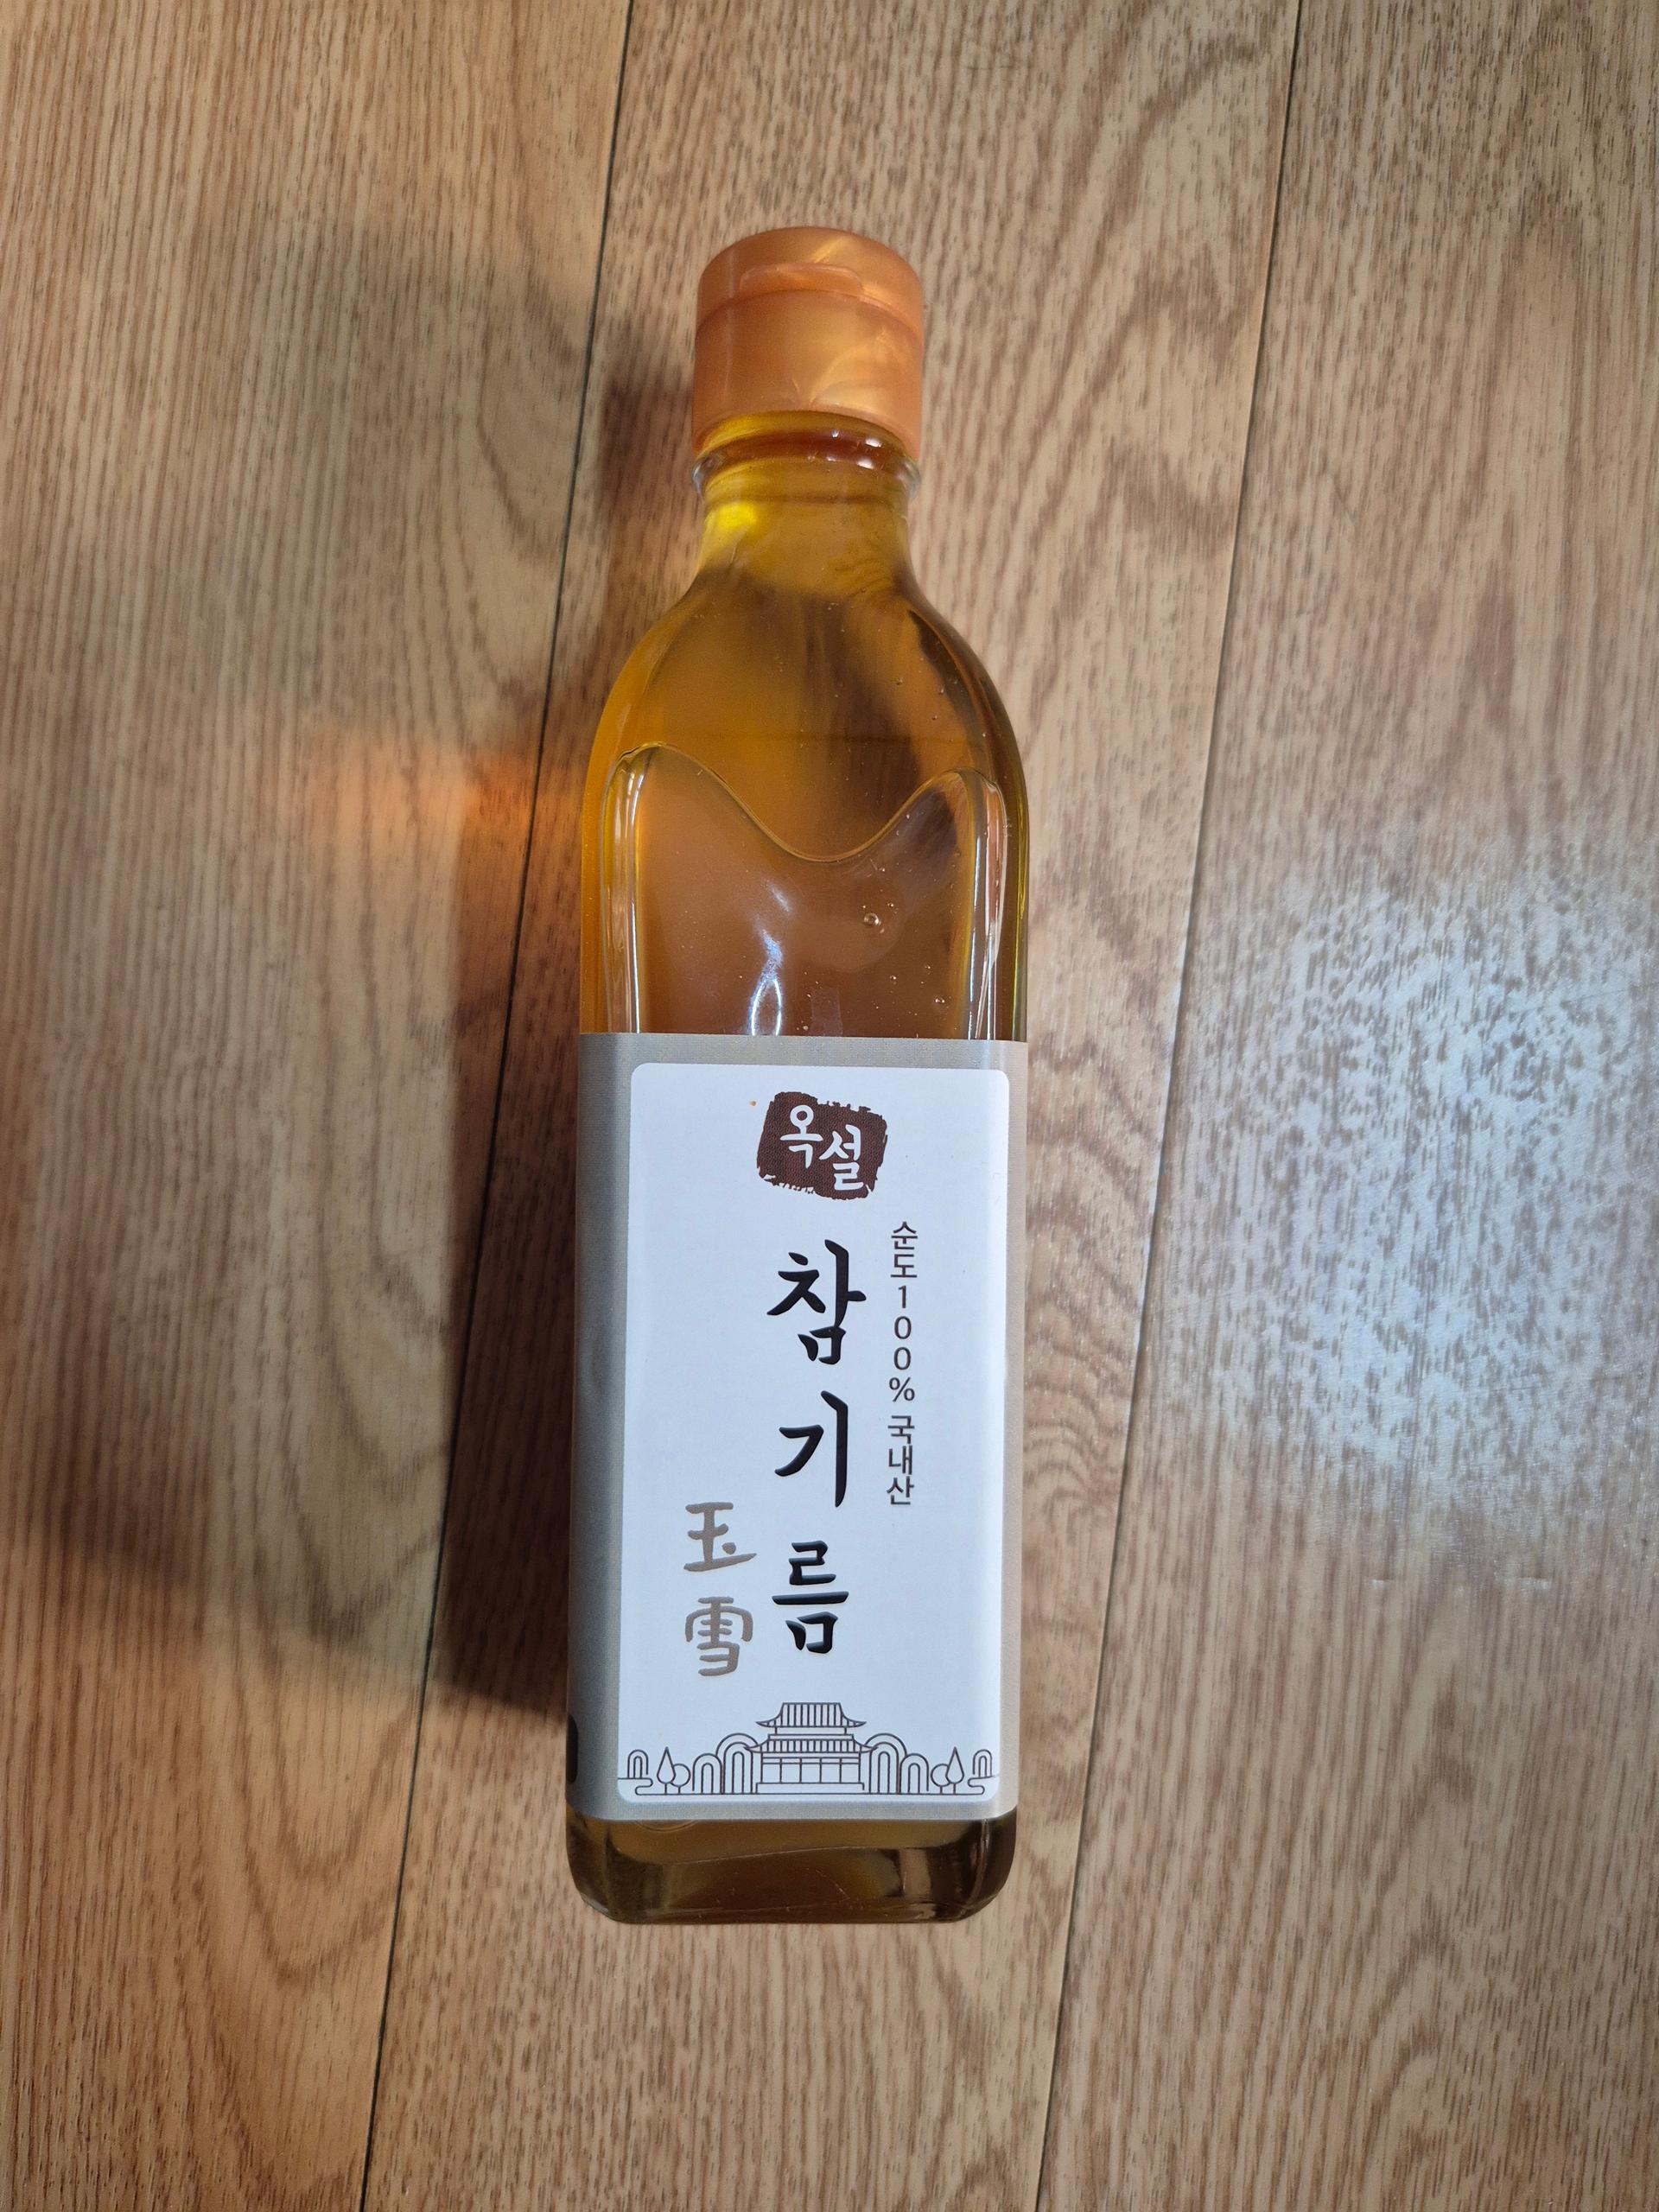 옥설
순도100% 국내산
참기름
玉雪